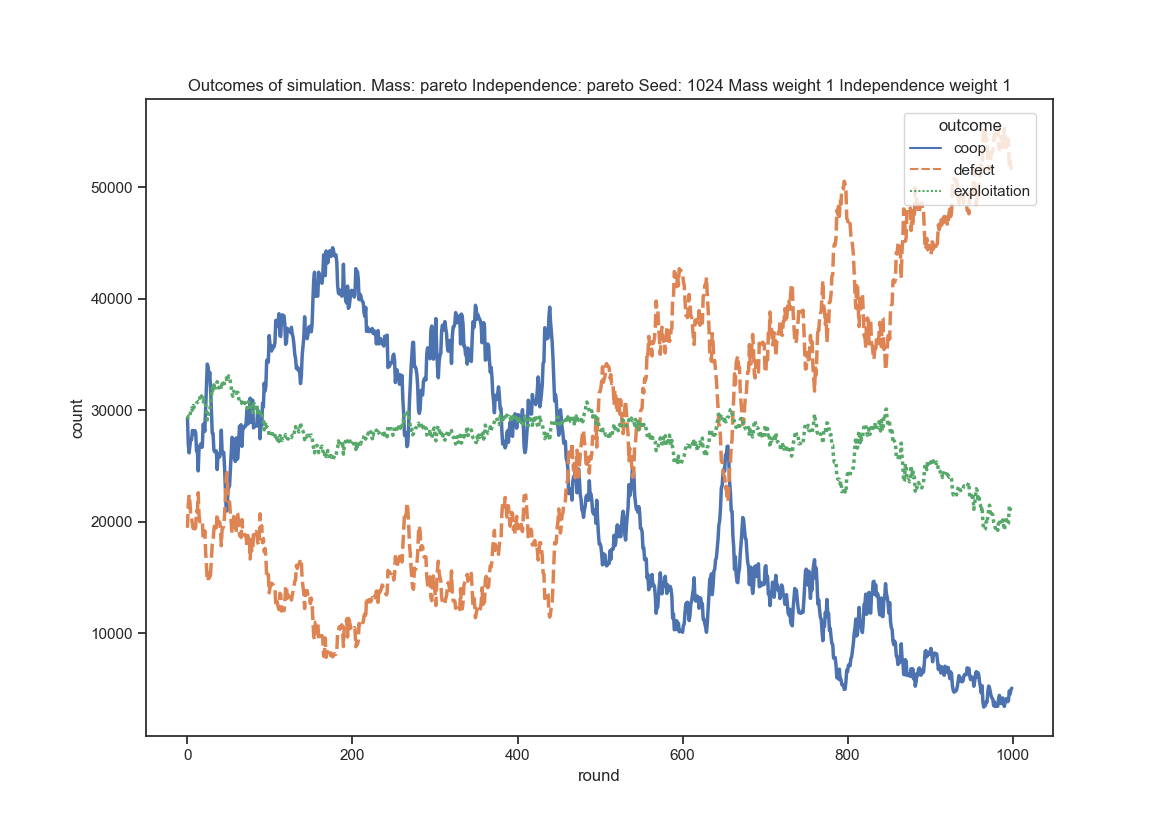 Outcomes of simulation. Mass: pareto Independence: pareto Seed: 1024 Mass weight 1 Independence weight 1
outcome
coop
defect
exploitation
50000
40000
30000
20000
10000
count
0 200 400 600 800 1000
round